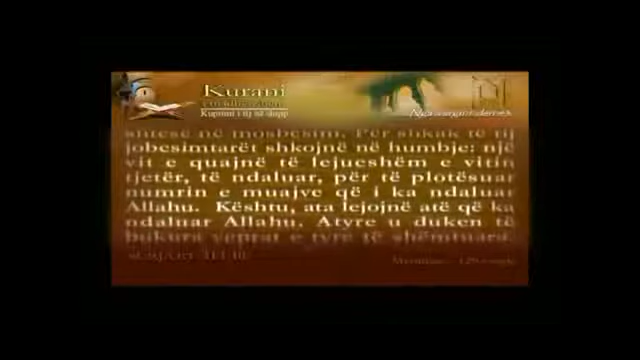 Kurani
Kuptimi i tij në shqip
shtesë në mosbesim. Për shkak të tij
jobesimtarët shkojnë në humbje: një
vit e quajnë të lejueshëm e vitin
tjetër, të ndaluar, për të plotësuar
numrin e muajve që i ka ndaluar
Allahu. Kështu, ata lejojnë atë që ka
ndaluar Allahu. Atyre u duken të
bukura veprat e tyre të shëmtuara.